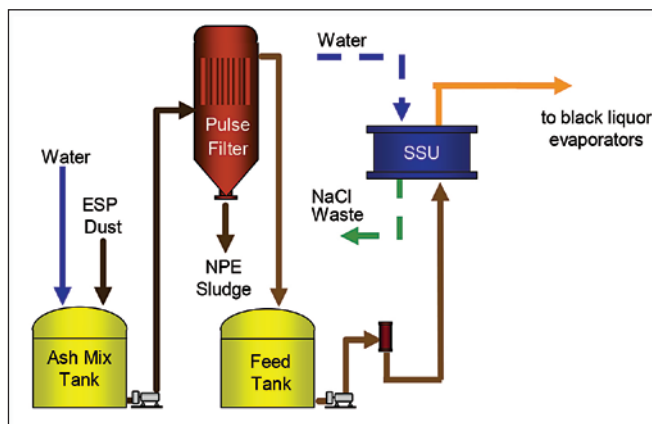 Water
ESP
Dust
Ash Mix
Tank
Pulse
Filter
NPE
Sludge
Feed
Tank
Water
SSU
NaCl
Waste
to black liquor
evaporators